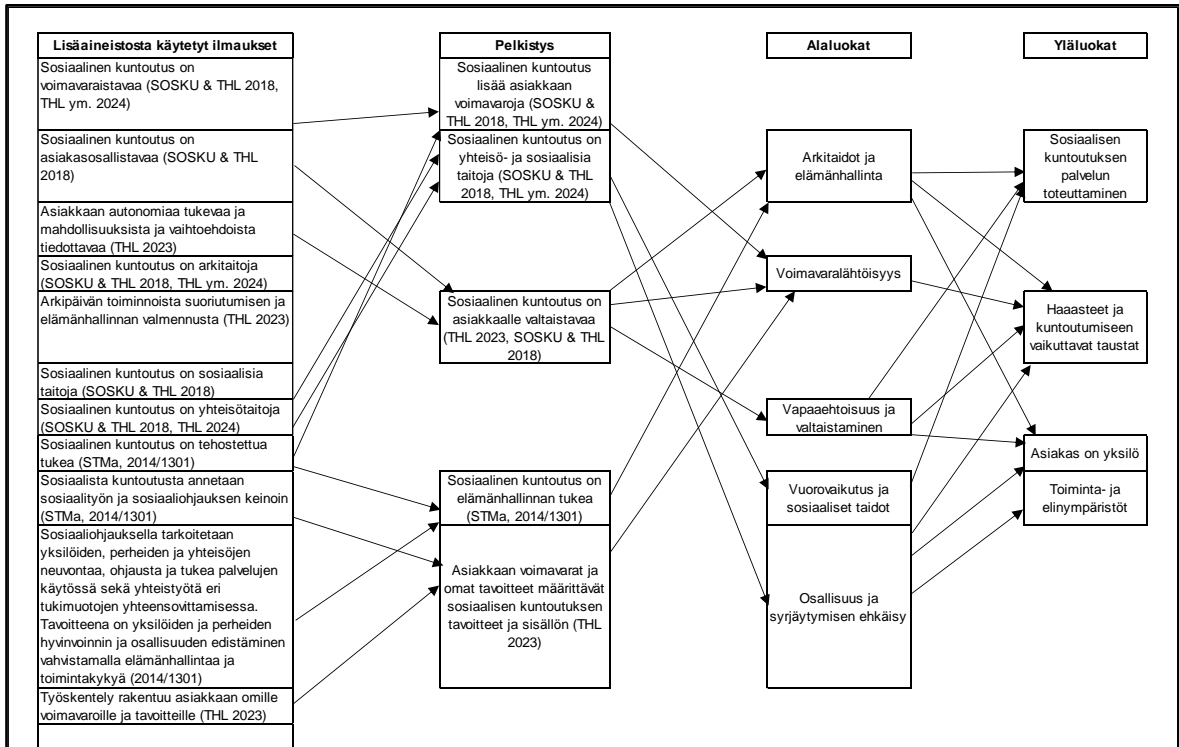 Lisäaineistosta käytetyt ilmaukset
Sosiaalinen kuntoutus on
voimavaraistavaa (SOSKU & THL 2018,
THL ym. 2024)
Sosiaalinen kuntoutus on
asiakasosallistavaa (SOSKU & THL
2018)
Asiakkaan autonomiaa tukevaa ja
mahdollisuuksista ja vaihtoehdoista
tiedottavaa (THL 2023)
Sosiaalinen kuntoutus on arkitaitoja
(SOSKU & THL 2018, THL ym. 2024)
Arkipäivän toiminnoista suoriutumisen ja
elämänhallinnan valmennusta (THL 2023)
Sosiaalinen kuntoutus on sosiaalisia
taitoja (SOSKU & THL 2018)
Sosiaalinen kuntoutus on yhteisötaitoja
(SOSKU & THL 2018, THL 2024)
Sosiaalinen kuntoutus on tehostettua
tukea (STMa, 2014/1301)
Sosiaalista kuntoutusta annetaan
sosiaalityön ja sosiaaliohjauksen keinoin
(STMa, 2014/1301)
Sosiaaliohjauksella tarkoitetaan
yksilöiden, perheiden ja yhteisöjen
neuvontaa, ohjausta ja tukea palvelujen
käytössä sekä yhteistyötä eri
tukimuotojen yhteensovittamisessa.
Tavoitteena on yksilöiden ja perheiden
hyvinvoinnin ja osallisuuden edistäminen
vahvistamalla elämänhallintaa ja
toimintakykyä (2014/1301)
Työskentely rakentuu asiakkaan omille
voimavaroille ja tavoitteille (THL 2023)
Pelkistys
Sosiaalinen kuntoutus
lisää asiakkaan
voimavaroja (SOSKU &
THL 2018, THL ym. 2024)
Sosiaalinen kuntoutus on
yhteisö- ja sosiaalisia
taitoja (SOSKU & THL
2018, THL ym. 2024)
Sosiaalinen kuntoutus on
asiakkaalle valtaistavaa
(THL 2023, SOSKU & THL
2018)
Sosiaalinen kuntoutus on
elämänhallinnan tukea
(STMa, 2014/1301)
Asiakkaan voimavarat ja
omat tavoitteet määrittävät
sosiaalisen kuntoutuksen
tavoitteet ja sisällön (THL
2023)
Alaluokat
Arkitaidot ja
elämänhallinta
Voimavaralähtöisyys
Vapaaehtoisuus ja
valtaistaminen
Vuorovaikutus ja
sosiaaliset taidot
Osallisuus ja
syrjäytymisen ehkäisy
Yläluokat
Sosiaalisen
kuntoutuksen
palvelun
toteuttaminen
Haaasteet ja
kuntoutumiseen
vaikuttavat taustat
Asiakas on yksilö
Toiminta- ja
elinympäristöt